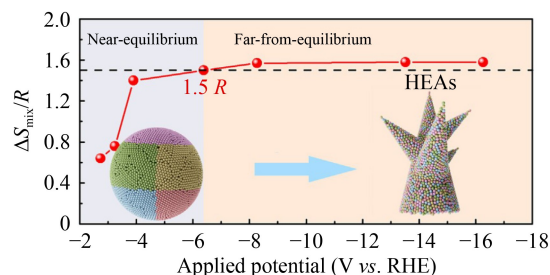 Near-equilibrium
Far-from-equilibrium
2.0
1.6
1.2
0.8
0.4
0
ΔSmix/R
1.5 R
HEAs
−2 −4 −6 −8 −10 −12 −14 −16 −18
Applied potential (V vs. RHE)